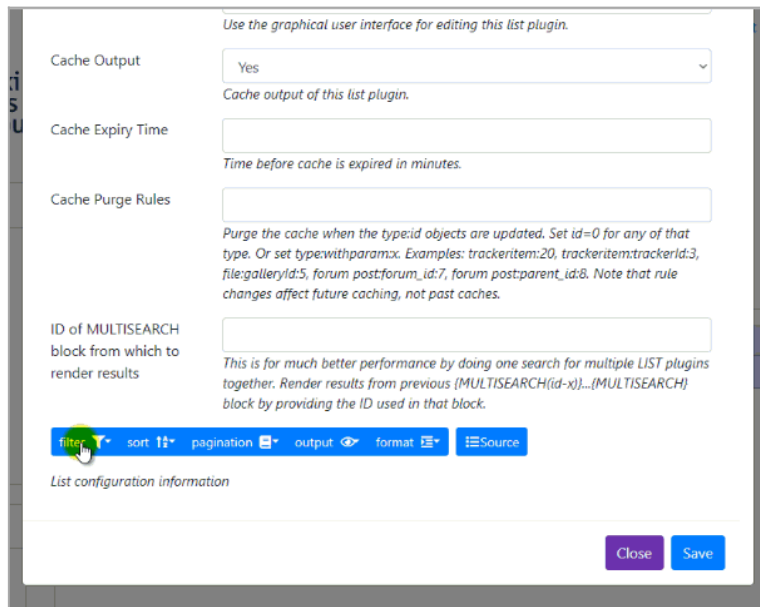 Use the graphical user interface for editing this list plugin.
Cache Output
Yes
Cache output of this list plugin.
Cache Expiry Time
Time before cache is expired in minutes.
Cache Purge Rules
Purge the cache when the type:id objects are updated. Set id=0 for any of that
type. Or set type:withparam:x. Examples: trackeritem:20, trackeritem:trackerId:3,
file:galleryId:5, forum post:forum_id:7, forum post:parent_id:8. Note that rule
changes affect future caching, not past caches.
ID of MULTISEARCH
block from which to
render results
This is for much better performance by doing one search for multiple LIST plugins
together. Render results from previous {MULTISEARCH(id-x)}...{MULTISEARCH}
block by providing the ID used in that block.
filter sort pagination output format Source
List configuration information
Close Save